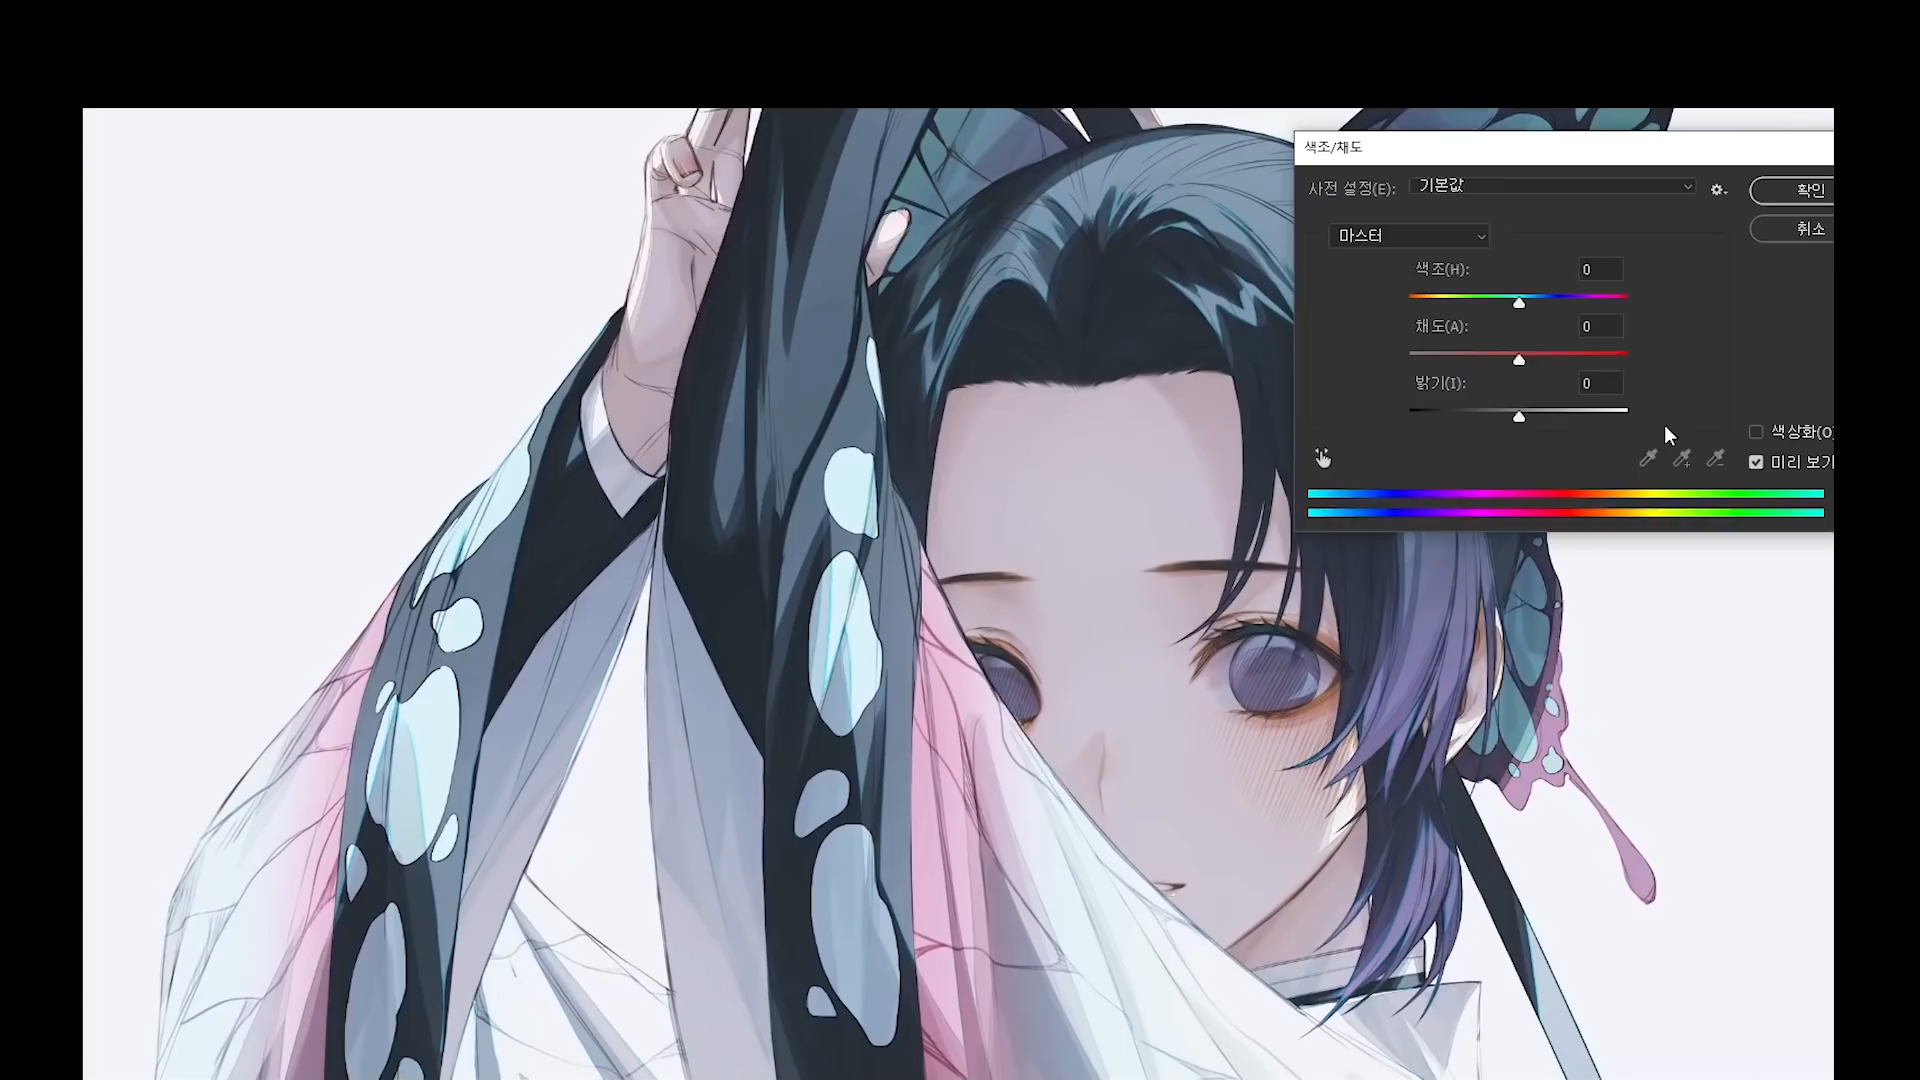 색조/채도
사전 설정(E): 기본값
확인
취소
마스터
색조(H): 0
채도(A): 0
밝기(I): 0
색상화(O)
미리 보기